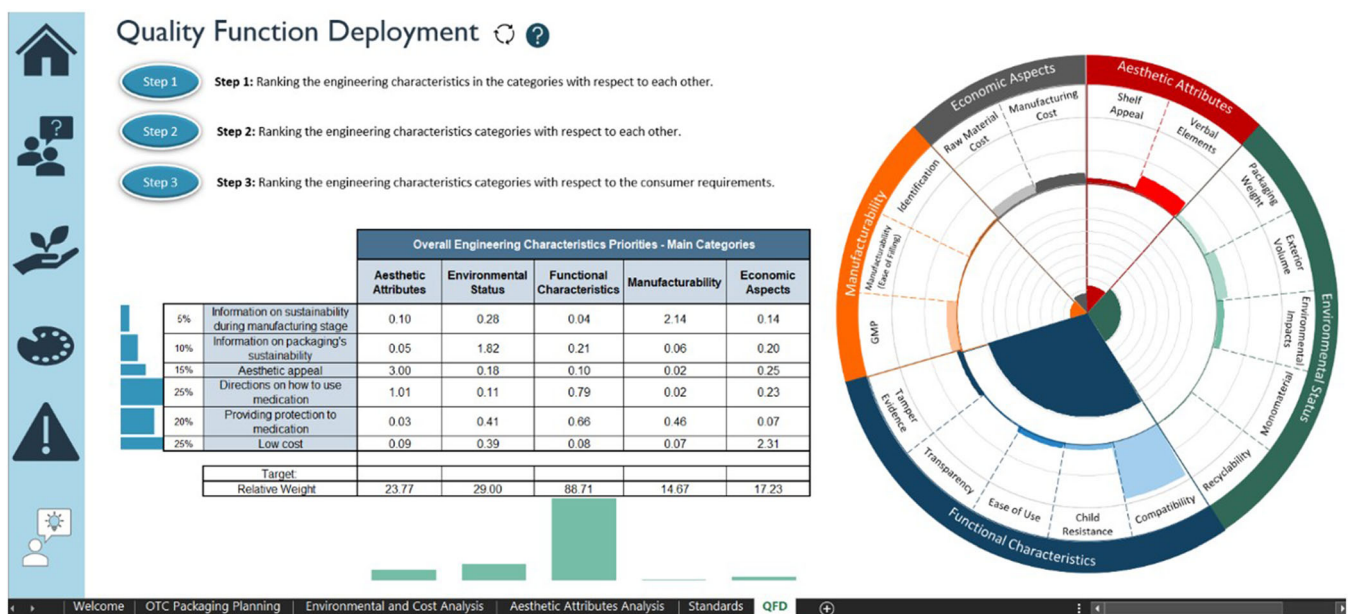 Quality Function Deployment
?
?
Step 1
Step 1: Ranking the engineering characteristics in the categories with respect to each other.
Step 2
Step 2: Ranking the engineering characteristics categories with respect to each other.
Step 3
Step 3: Ranking the engineering characteristics categories with respect to the consumer requirements.
Overall Engineering Characteristics Priorities - Main Categories
Aesthetic
Attributes
Environmental
Status
Functional
Characteristics
Manufacturability
Economic
Aspects
5%
Information on sustainability
during manufacturing stage
0.10 0.28 0.04 2.14 0.14
10%
Information on packaging's
sustainability
0.05 1.82 0.21 0.06 0.20
15% Aesthetic appeal 3.00 0.18 0.10 0.02 0.25
25%
Directions on how to use
medication
1.01 0.11 0.79 0.02 0.23
20%
Providing protection to
medication
0.03 0.41 0.66 0.46 0.07
25% Low cost 0.09 0.39 0.08 0.07 2.31
Target:
Relative Weight 23.77 29.00 88.71 14.67 17.23
Economic Aspects
Raw Material
Cost
Manufacturing
Cost
Aesthetic Attributes
Shelf
Appeal
Verbal
Elements
Environmental Status
Packaging
Weight
Exterior
Volume
Environmental
Impacts
Monomaterial
Recyclability
Functional Characteristics
Compatibility
Child
Resistance
Ease of Use
Transparency
Tamper
Evidence
Manufacturability
GMP
Manufacturability
(Ease of Filling)
Identification
Welcome
OTC Packaging Planning
Environmental and Cost Analysis
Aesthetic Attributes Analysis
Standards
QFD